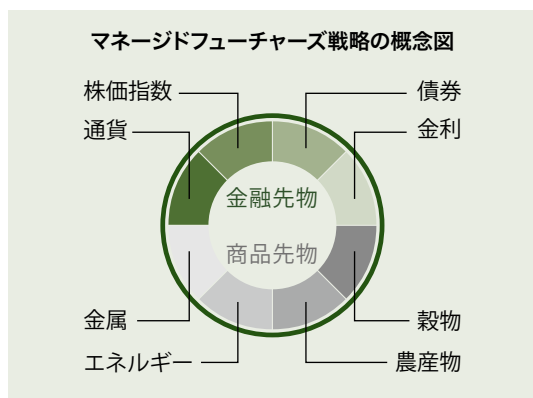 マネージドフューチャーズ戦略の概念図
株価指数
債券
通貨
金利
金融先物
商品先物
金属
穀物
エネルギー
農産物